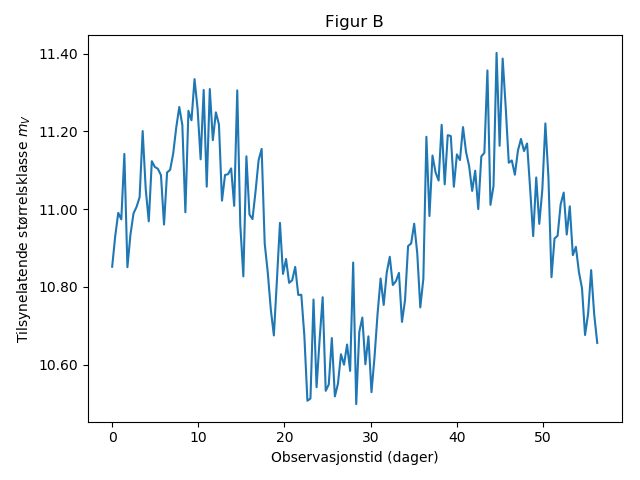 Figur B
Tilsynelatende størrelsklasse m_V
11.40
11.20
11.00
10.80
10.60
0 10 20 30 40 50
Observasjonstid (dager)